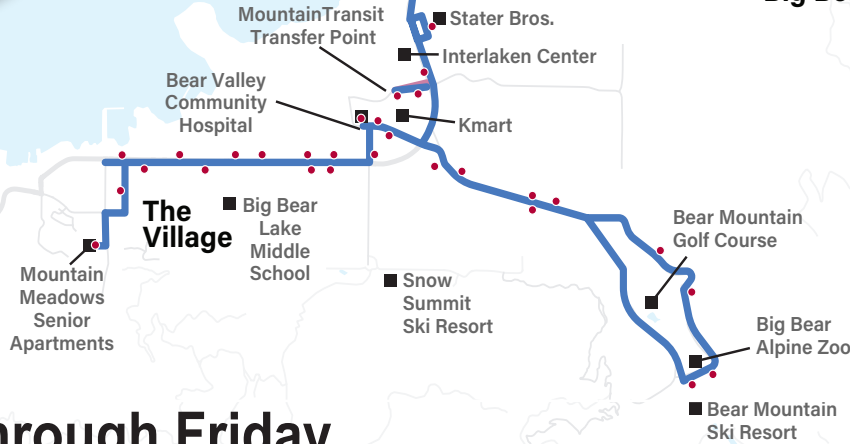 MountainTransit
Transfer Point
Stater Bros.
Interlaken Center
Bear Valley
Community
Hospital
Kmart
The
Village
Big Bear
Lake
Middle
School
Mountain
Meadows
Senior
Apartments
Snow
Summit
Ski Resort
Bear Mountain
Golf Course
Big Bear
Alpine Zoo
Bear Mountain
Ski Resort
hrough Friday